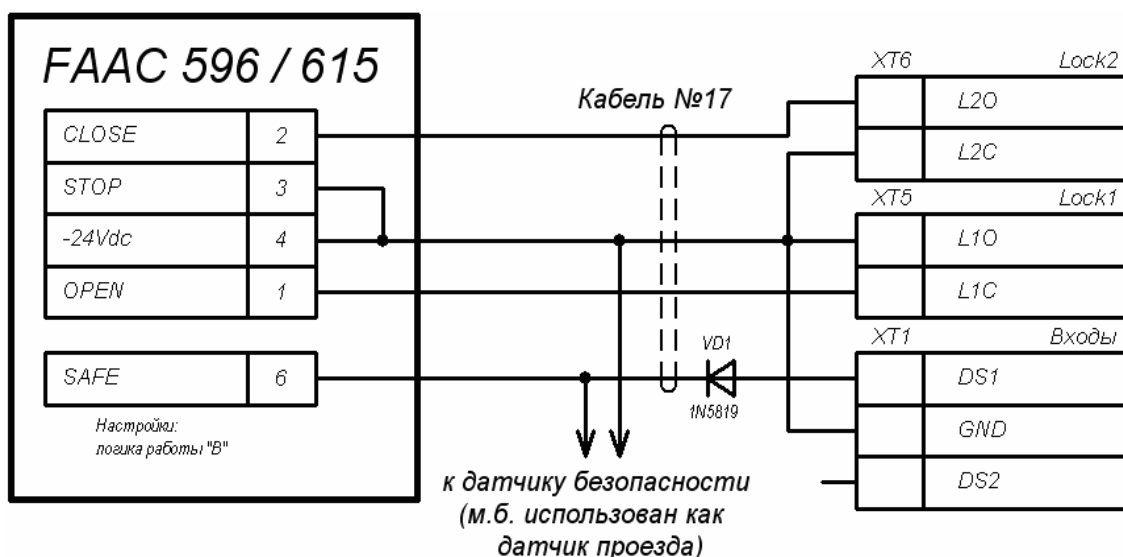 FAAC 596 / 615
CLOSE 2
STOP 3
-24Vdc 4
OPEN 1
SAFE 6
Настройки:
логика работы "В"
Кабель №17
VD1
1N5819
к датчику безопасности
(м.б. использован как
датчик проезда)
XT6 Lock2
L2O
L2C
XT5 Lock1
L1O
L1C
XT1 Входы
DS1
GND
DS2